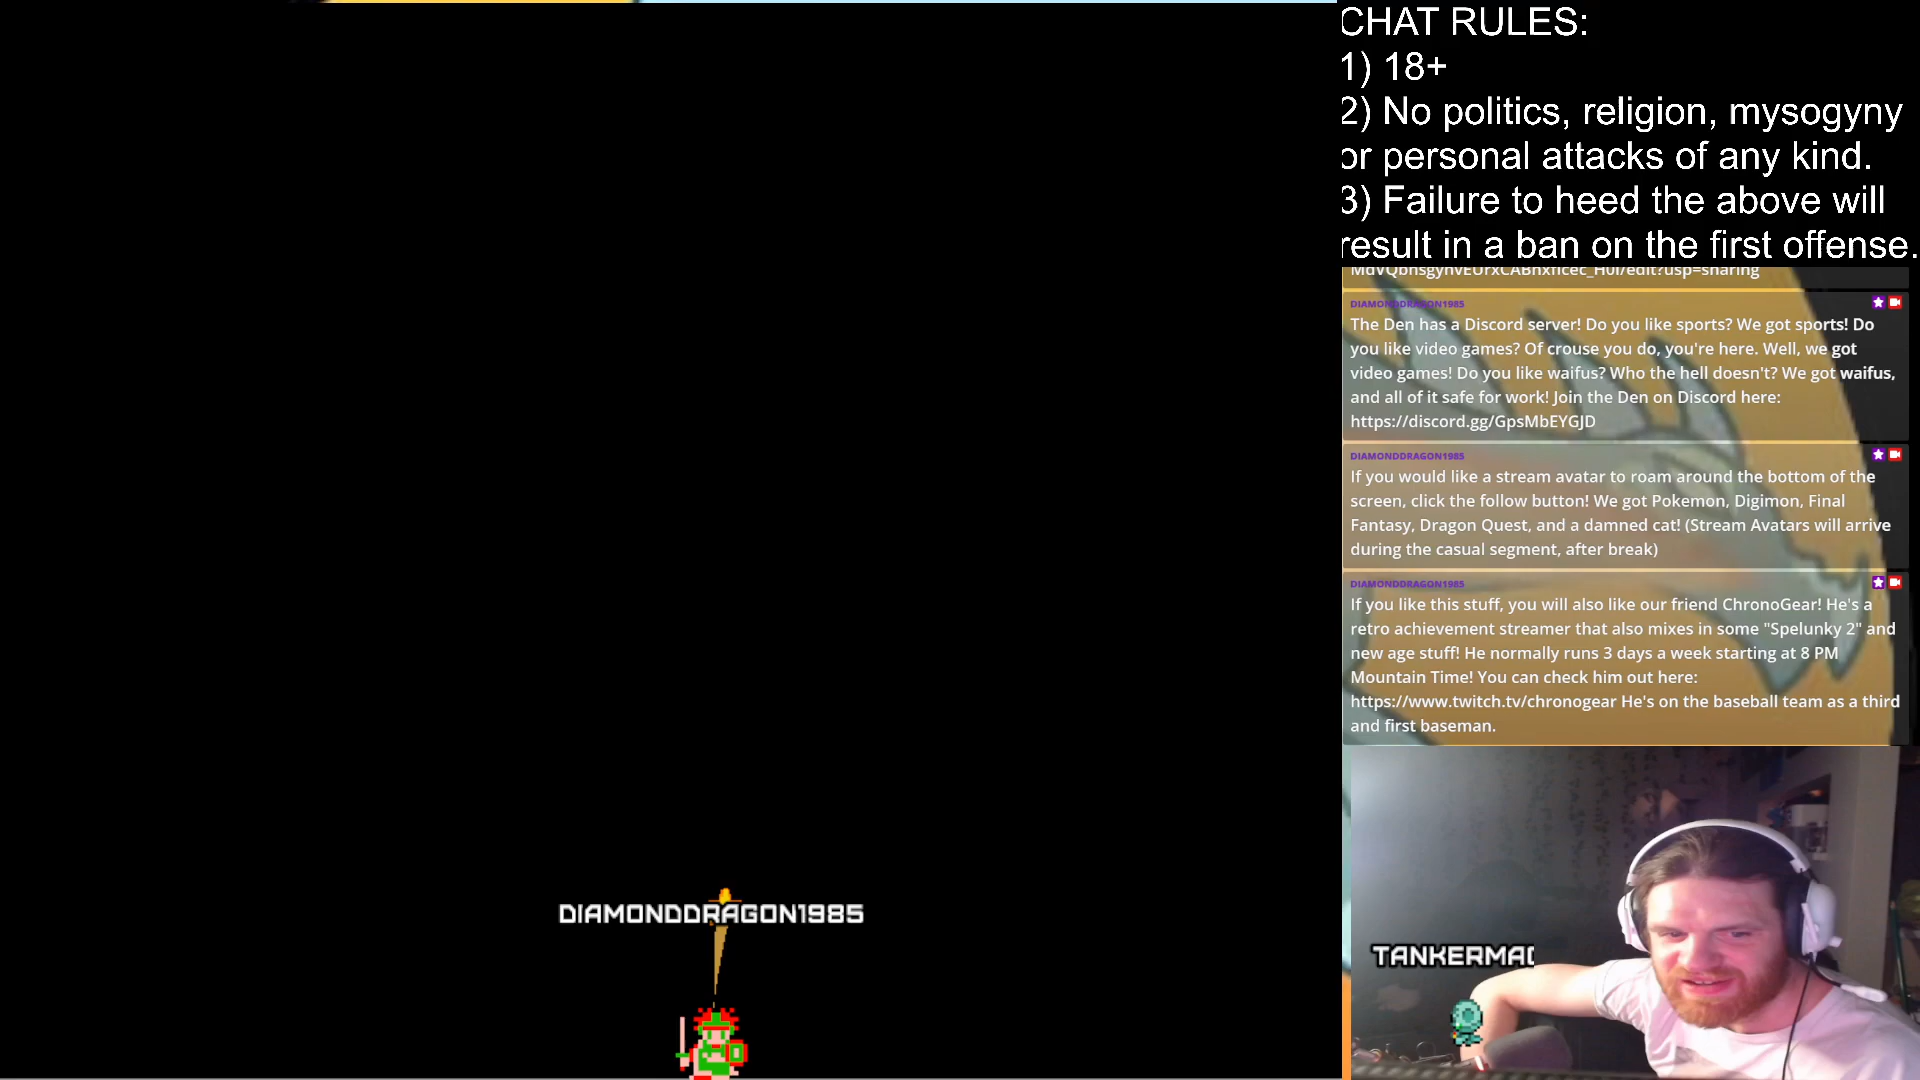 CHAT RULES:
1) 18+
2) No politics, religion, mysogyny
or personal attacks of any kind.
3) Failure to heed the above will
result in a ban on the first offense.
DIAMONDDRAGON1985
The Den has a Discord server! Do you like sports? We got sports! Do
you like video games? Of crouse you do, you're here. Well, we got
video games! Do you like waifus? Who the hell doesn't? We got waifus,
and all of it safe for work! Join the Den on Discord here:
https://discord.gg/GpsMbEYGJD
DIAMONDDRAGON1985
If you would like a stream avatar to roam around the bottom of the
screen, click the follow button! We got Pokemon, Digimon, Final
Fantasy, Dragon Quest, and a damned cat! (Stream Avatars will arrive
during the casual segment, after break)
DIAMONDDRAGON1985
If you like this stuff, you will also like our friend ChronoGear! He's a
retro achievement streamer that also mixes in some "Spelunky 2" and
new age stuff! He normally runs 3 days a week starting at 8 PM
Mountain Time! You can check him out here:
https://www.twitch.tv/chronogear He's on the baseball team as a third
and first baseman.
DIAMONDDRAGON1985
TANKERMA